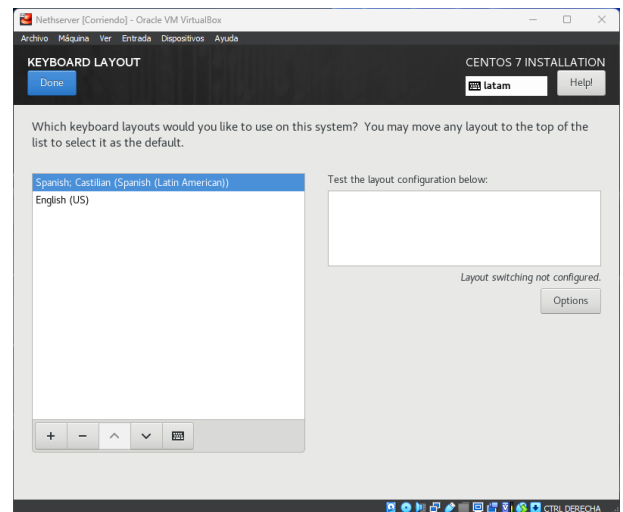 Nethserver [Corriendo] - Oracle VM VirtualBox
Archivo Máquina Ver Entrada Dispositivos Ayuda
KEYBOARD LAYOUT
CENTOS 7 INSTALLATION
Done
latam
Help!
Which keyboard layouts would you like to use on this system? You may move any layout to the top of the
list to select it as the default.
Spanish; Castilian (Spanish (Latin American))
English (US)
Test the layout configuration below:
Layout switching not configured.
Options
CTRL DERECHA